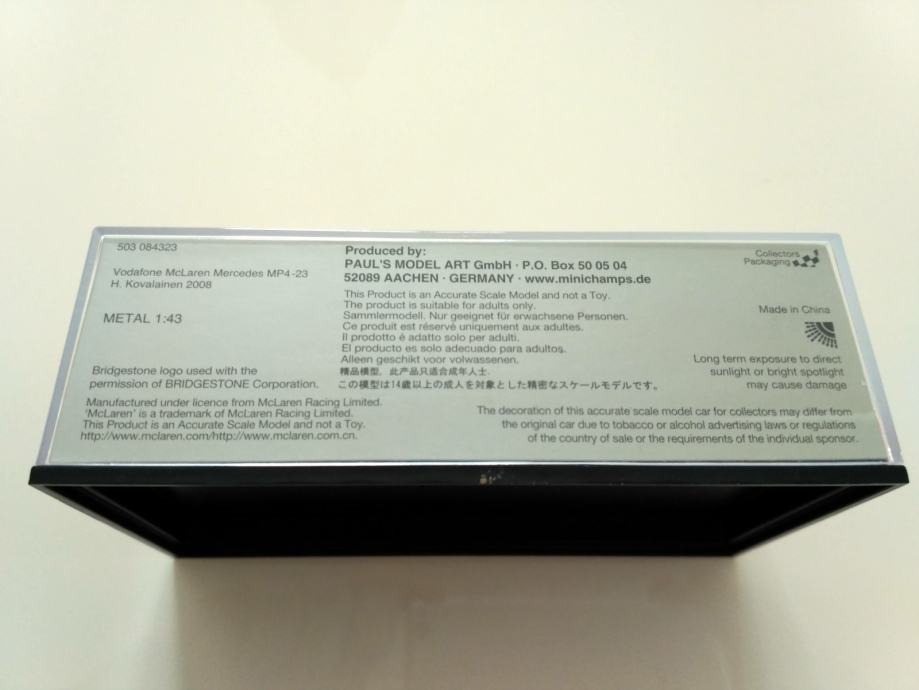 503 084323
Vodafone McLaren Mercedes MP4-23
H. Kovalainen 2008
METAL 1:43
Bridgestone logo used with the
permission of BRIDGESTONE Corporation.
Manufactured under licence from McLaren Racing Limited.
'McLaren' is a trademark of McLaren Racing Limited.
This Product is an Accurate Scale Model and not a Toy.
http://www.mclaren.com/http://www.mclaren.com.cn.
Produced by:
PAUL'S MODEL ART GmbH · P.O. Box 50 05 04
52089 AACHEN · GERMANY · www.minichamps.de
This Product is an Accurate Scale Model and not a Toy.
The product is suitable for adults only.
Sammlermodell. Nur geeignet für erwachsene Personen.
Ce produit est réservé uniquement aux adultes.
Il prodotto é adatto solo per adulti.
El producto es solo adecuado para adultos.
Alleen geschikt voor volwassenen.
精品模型，此产品只适合成年人士.
この模型は14歳以上の成人を対象とした精密なスケールモデルです。
Collectors
Packaging
Made in China
Long term exposure to direct
sunlight or bright spotlight
may cause damage
The decoration of this accurate scale model car for collectors may differ from
the original car due to tobacco or alcohol advertising laws or regulations
of the country of sale or the requirements of the individual sponsor.